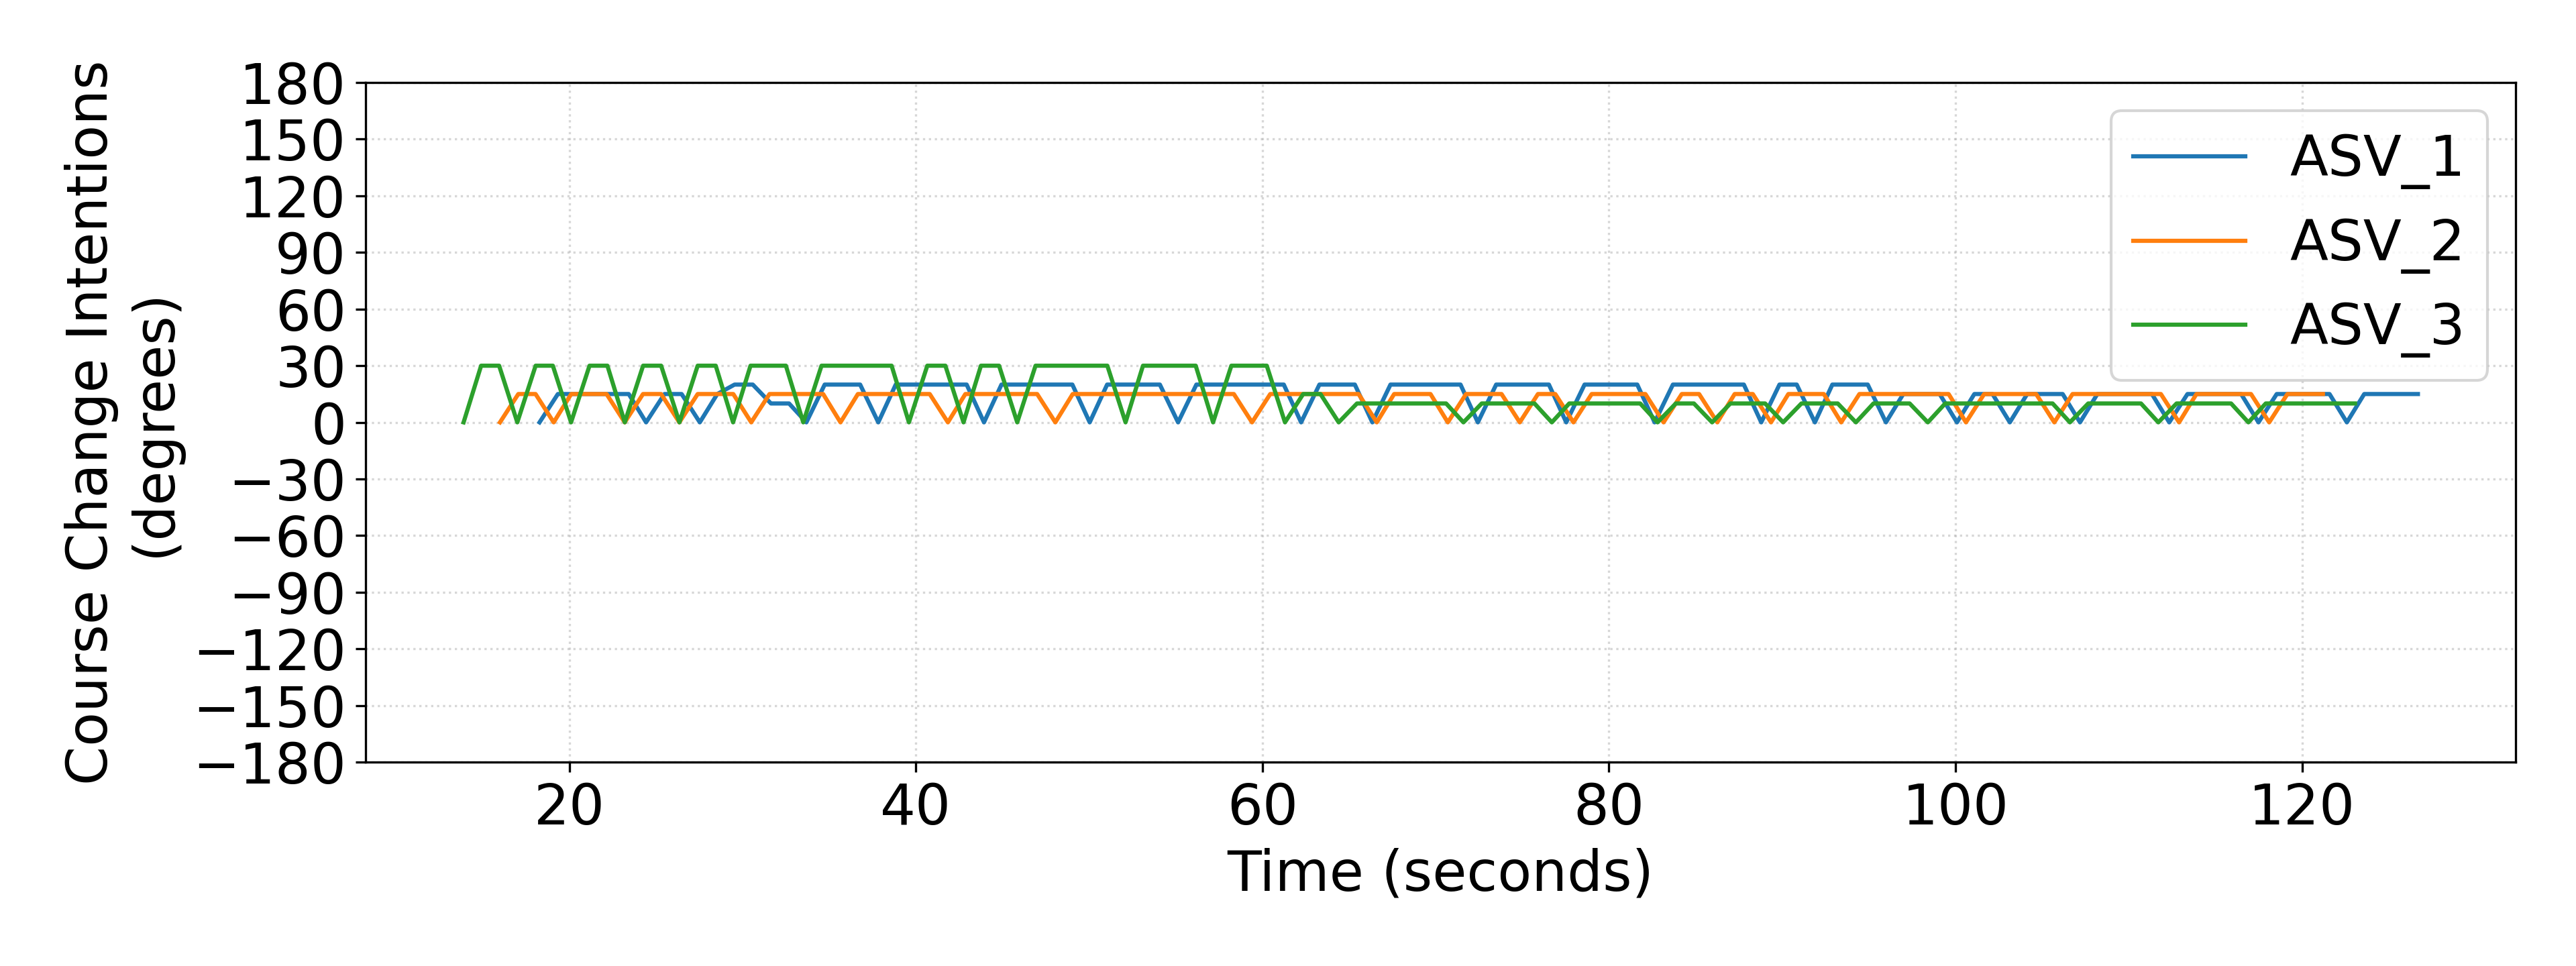 Course Change Intentions
(degrees)
180
150
120
90
60
30
0
−30
−60
−90
−120
−150
−180
ASV_1
ASV_2
ASV_3
20 40 60 80 100 120
Time (seconds)